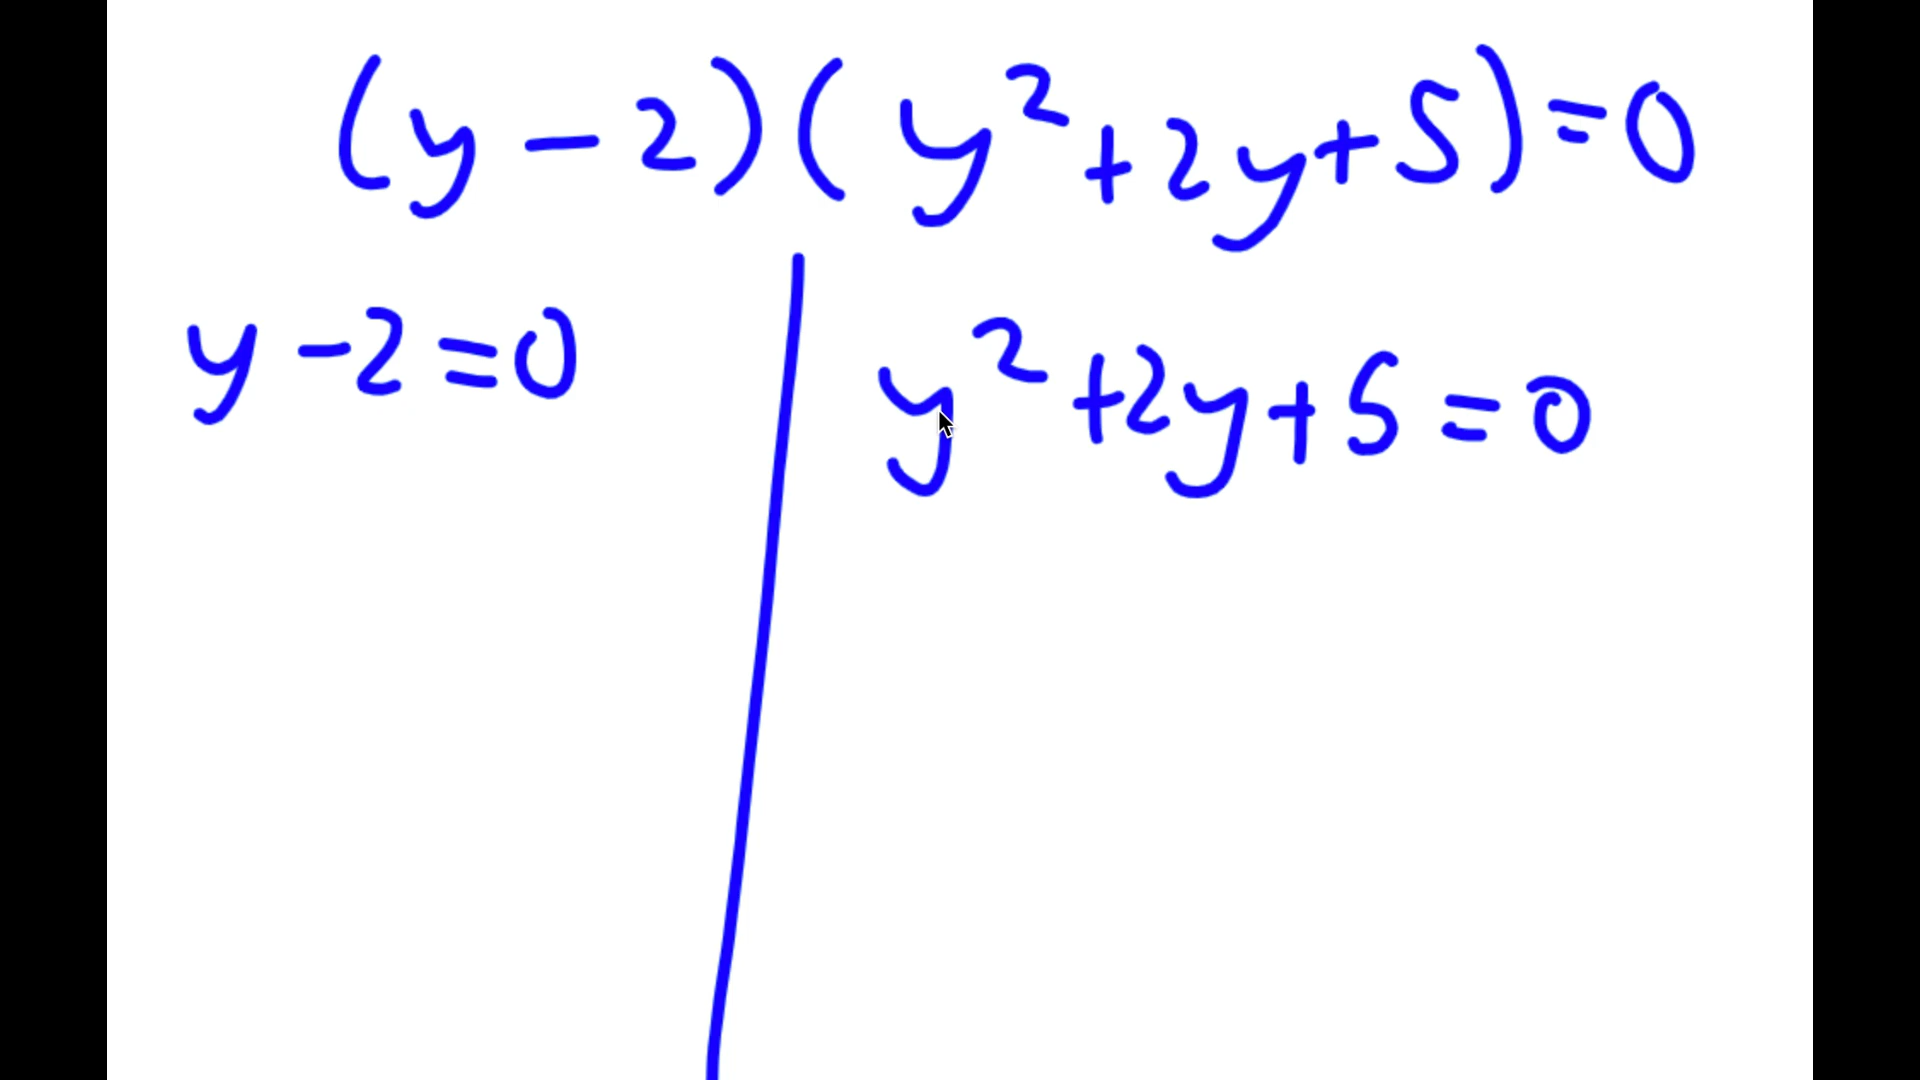 (y - 2)(y² + 2y + 5) = 0
y - 2 = 0
y² + 2y + 5 = 0